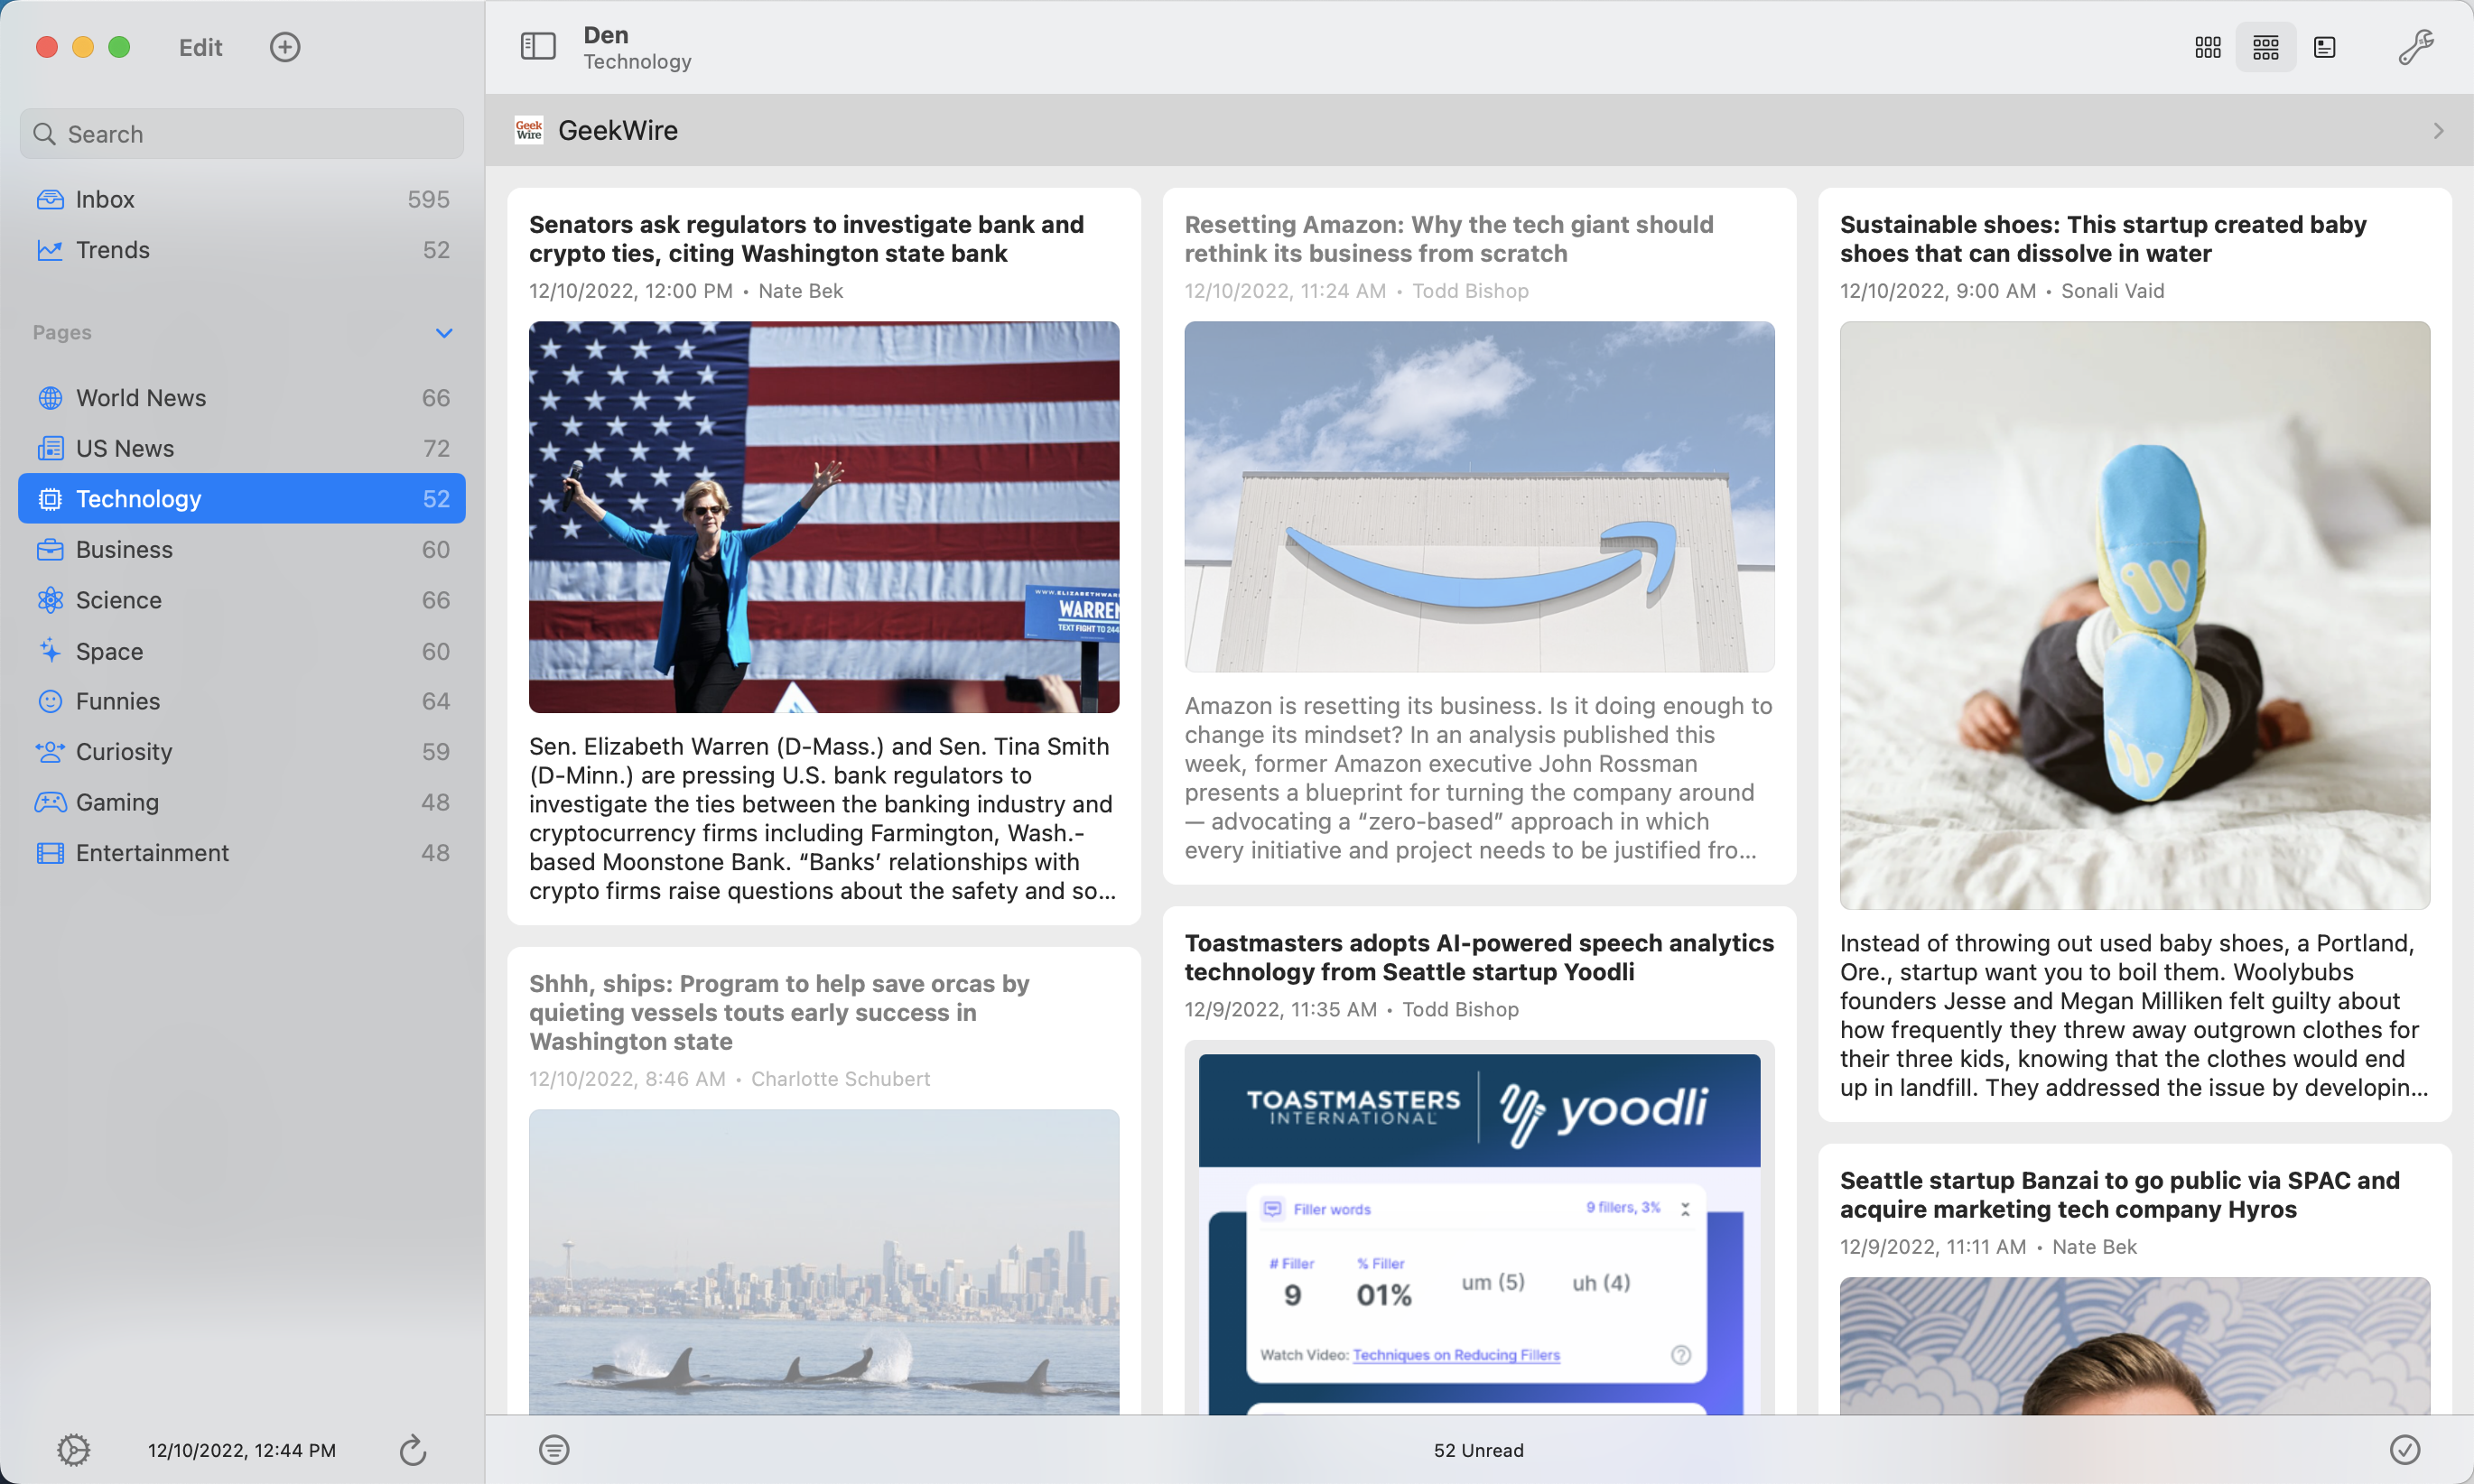 Edit
Search
Inbox 595
Trends 52
Pages
World News 66
US News 72
Technology 52
Business 60
Science 66
Space 60
Funnies 64
Curiosity 59
Gaming 48
Entertainment 48
12/10/2022, 12:44 PM
Den
Technology
Geek
Wire
GeekWire
Senators ask regulators to investigate bank and
crypto ties, citing Washington state bank
12/10/2022, 12:00 PM • Nate Bek
WARREN
TEXT FIGHT TO 244
Sen. Elizabeth Warren (D-Mass.) and Sen. Tina Smith
(D-Minn.) are pressing U.S. bank regulators to
investigate the ties between the banking industry and
cryptocurrency firms including Farmington, Wash.-
based Moonstone Bank. “Banks’ relationships with
crypto firms raise questions about the safety and so…
Shhh, ships: Program to help save orcas by
quieting vessels touts early success in
Washington state
12/10/2022, 8:46 AM • Charlotte Schubert
Resetting Amazon: Why the tech giant should
rethink its business from scratch
12/10/2022, 11:24 AM • Todd Bishop
Amazon is resetting its business. Is it doing enough to
change its mindset? In an analysis published this
week, former Amazon executive John Rossman
presents a blueprint for turning the company around
— advocating a “zero-based” approach in which
every initiative and project needs to be justified fro…
Toastmasters adopts AI-powered speech analytics
technology from Seattle startup Yoodli
12/9/2022, 11:35 AM • Todd Bishop
TOASTMASTERS
INTERNATIONAL
yoodli
Filler words 9 fillers, 3%
# Filler % Filler
9 01% um (5) uh (4)
Watch Video: Techniques on Reducing Fillers
Sustainable shoes: This startup created baby
shoes that can dissolve in water
12/10/2022, 9:00 AM • Sonali Vaid
Instead of throwing out used baby shoes, a Portland,
Ore., startup want you to boil them. Woolybubs
founders Jesse and Megan Milliken felt guilty about
how frequently they threw away outgrown clothes for
their three kids, knowing that the clothes would end
up in landfill. They addressed the issue by developin…
Seattle startup Banzai to go public via SPAC and
acquire marketing tech company Hyros
12/9/2022, 11:11 AM • Nate Bek
52 Unread